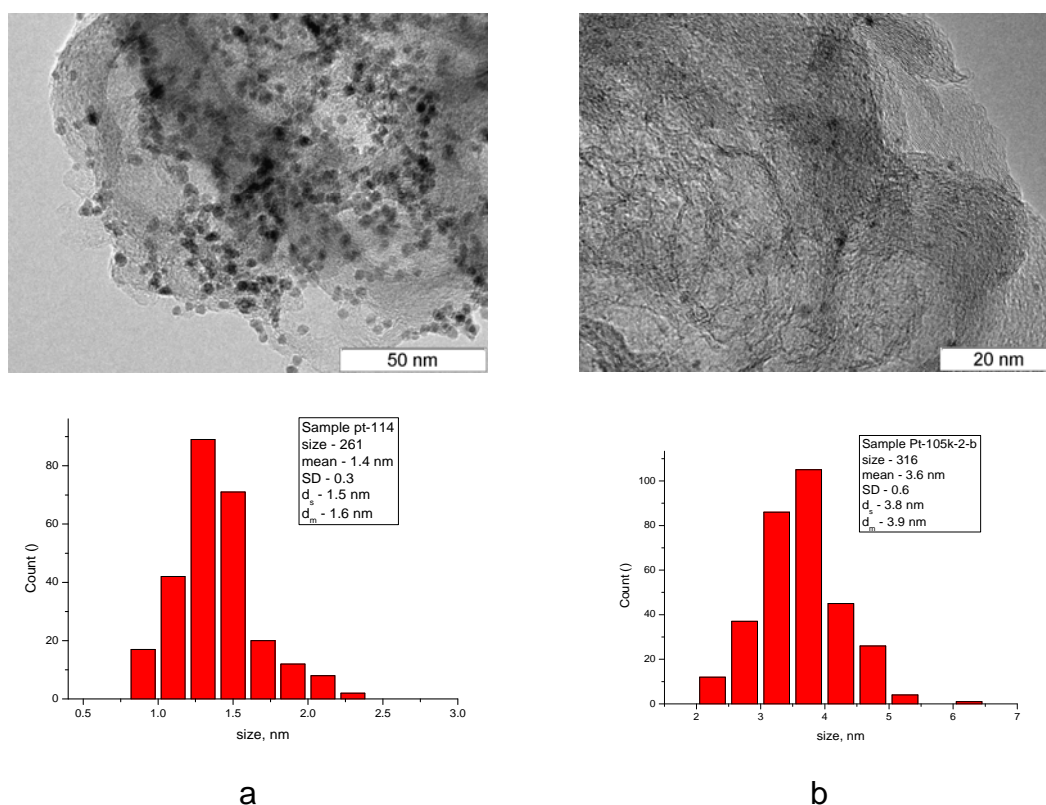 50 nm
20 nm
Sample pt-114
size - 261
mean - 1.4 nm
SD - 0.3
d_s - 1.5 nm
d_m - 1.6 nm
80
60
40
20
0
Count ()
0.5 1.0 1.5 2.0 2.5 3.0
size, nm
Sample Pt-105k-2-b
size - 316
mean - 3.6 nm
SD - 0.6
d_s - 3.8 nm
d_m - 3.9 nm
100
80
60
40
20
0
Count ()
2 3 4 5 6 7
size, nm
a
b